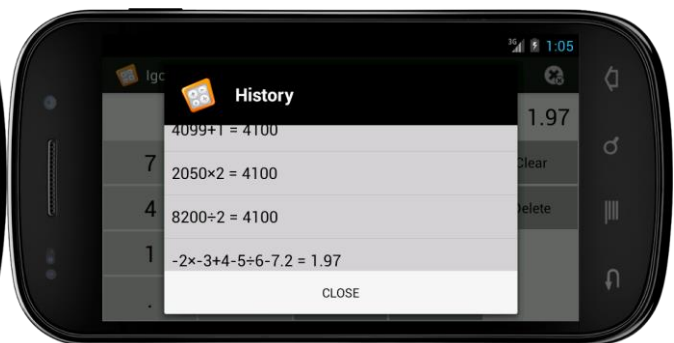 3G 1:05
Igc
History
1.97
4099+1 = 4100
7
Clear
2050×2 = 4100
4
Delete
8200÷2 = 4100
1
-2×-3+4-5÷6-7.2 = 1.97
CLOSE
.